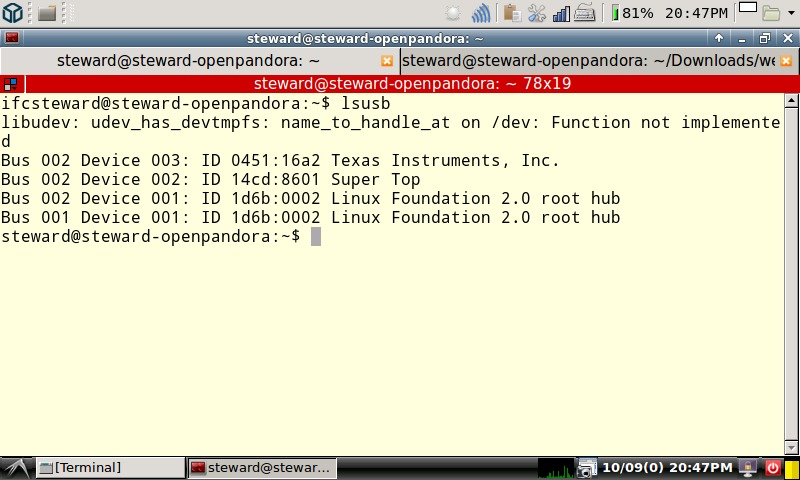 81% 20:47PM
steward@steward-openpandora: ~
steward@steward-openpandora: ~
steward@steward-openpandora: ~/Downloads/we
steward@steward-openpandora: ~ 78x19
ifcsteward@steward-openpandora:~$ lsusb
libudev: udev_has_devtmpfs: name_to_handle_at on /dev: Function not implemente
d
Bus 002 Device 003: ID 0451:16a2 Texas Instruments, Inc.
Bus 002 Device 002: ID 14cd:8601 Super Top
Bus 002 Device 001: ID 1d6b:0002 Linux Foundation 2.0 root hub
Bus 001 Device 001: ID 1d6b:0002 Linux Foundation 2.0 root hub
steward@steward-openpandora:~$
[Terminal]
steward@stewar...
10/09(0) 20:47PM